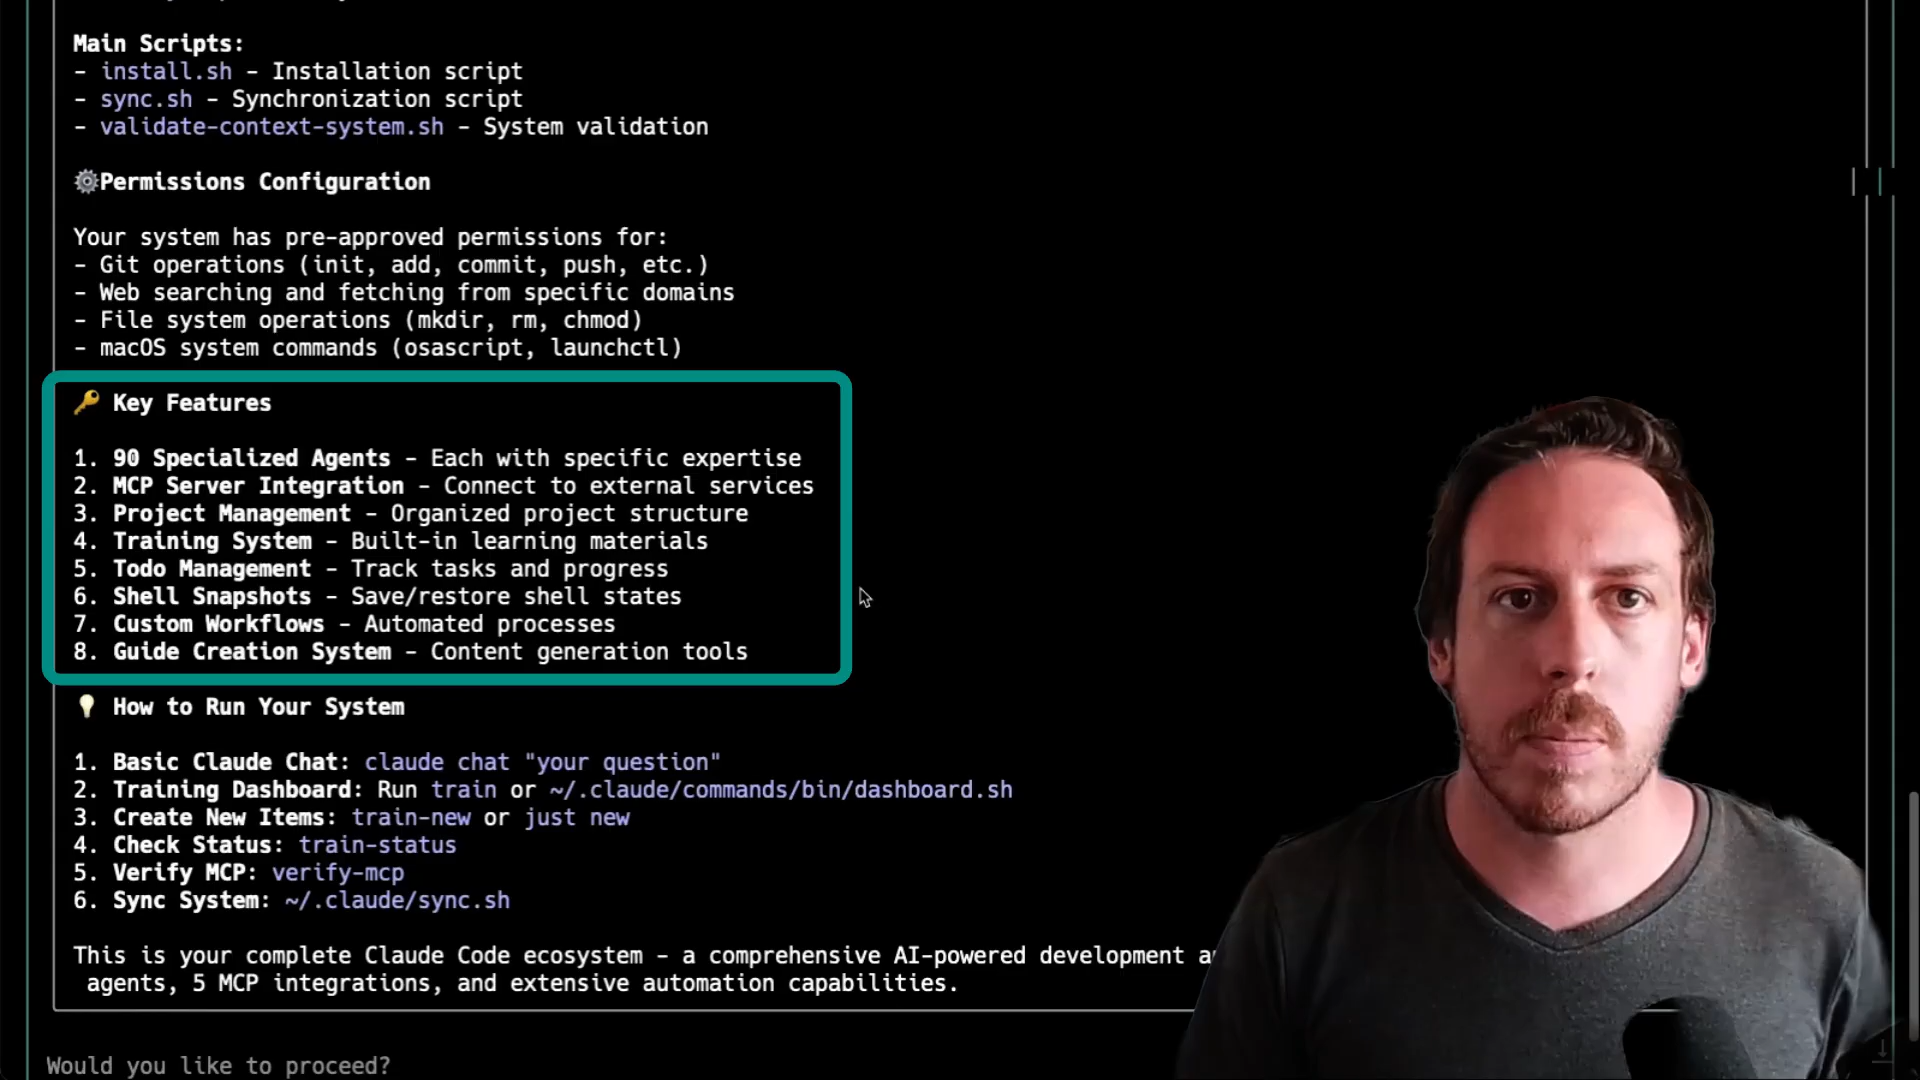 Main Scripts:
- install.sh - Installation script
- sync.sh - Synchronization script
- validate-context-system.sh - System validation
⚙️Permissions Configuration
Your system has pre-approved permissions for:
- Git operations (init, add, commit, push, etc.)
- Web searching and fetching from specific domains
- File system operations (mkdir, rm, chmod)
- macOS system commands (osascript, launchctl)
🔑 Key Features
1. 90 Specialized Agents - Each with specific expertise
2. MCP Server Integration - Connect to external services
3. Project Management - Organized project structure
4. Training System - Built-in learning materials
5. Todo Management - Track tasks and progress
6. Shell Snapshots - Save/restore shell states
7. Custom Workflows - Automated processes
8. Guide Creation System - Content generation tools
💡 How to Run Your System
1. Basic Claude Chat: claude chat "your question"
2. Training Dashboard: Run train or ~/.claude/commands/bin/dashboard.sh
3. Create New Items: train-new or just new
4. Check Status: train-status
5. Verify MCP: verify-mcp
6. Sync System: ~/.claude/sync.sh
This is your complete Claude Code ecosystem - a comprehensive AI-powered development
agents, 5 MCP integrations, and extensive automation capabilities.
Would you like to proceed?